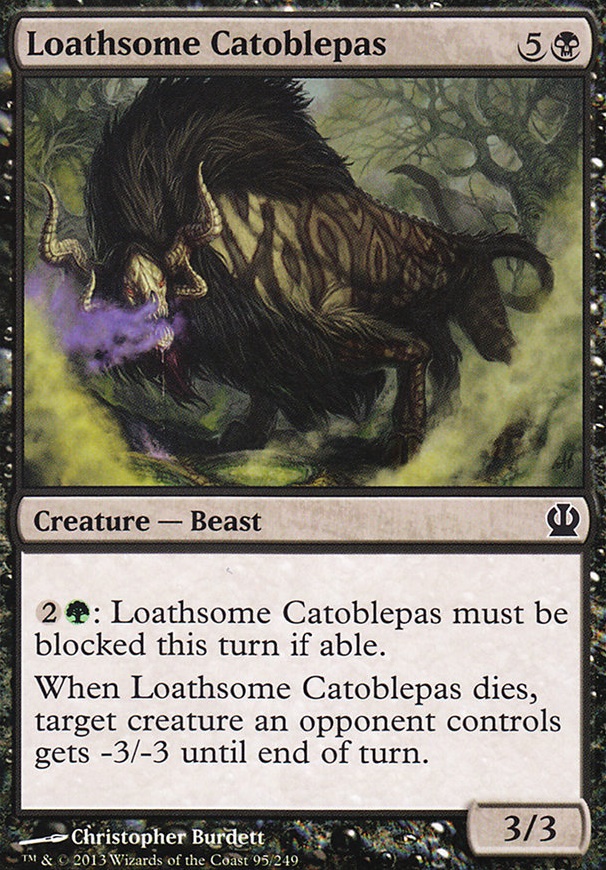 Loathsome Catoblepas 5
Creature — Beast
2 : Loathsome Catoblepas must be
blocked this turn if able.
When Loathsome Catoblepas dies,
target creature an opponent controls
gets -3/-3 until end of turn.
3/3
Christopher Burdett
™ & © 2013 Wizards of the Coast 95/249